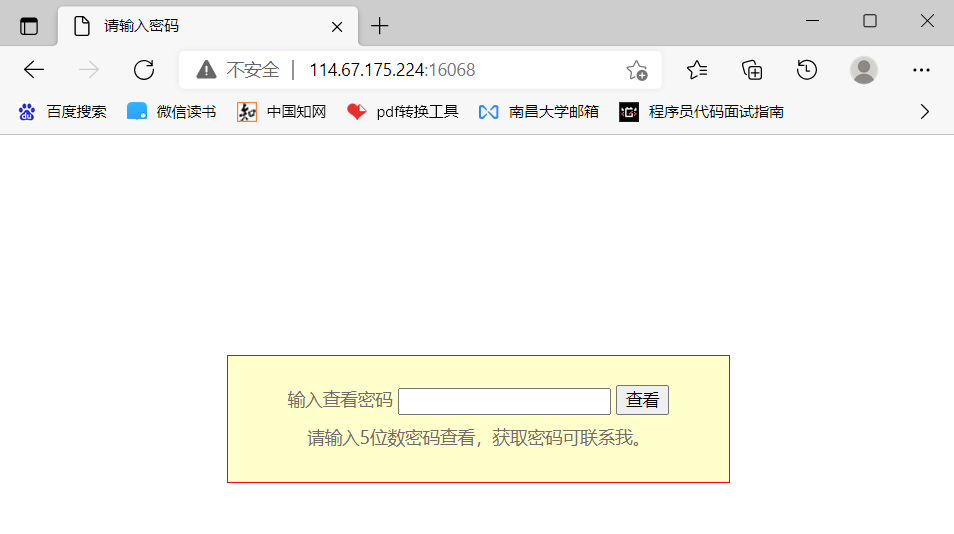 请输入密码
不安全 | 114.67.175.224:16068
百度搜索 微信读书 中国知网 pdf转换工具 南昌大学邮箱 程序员代码面试指南
输入查看密码 查看
请输入5位数密码查看，获取密码可联系我。